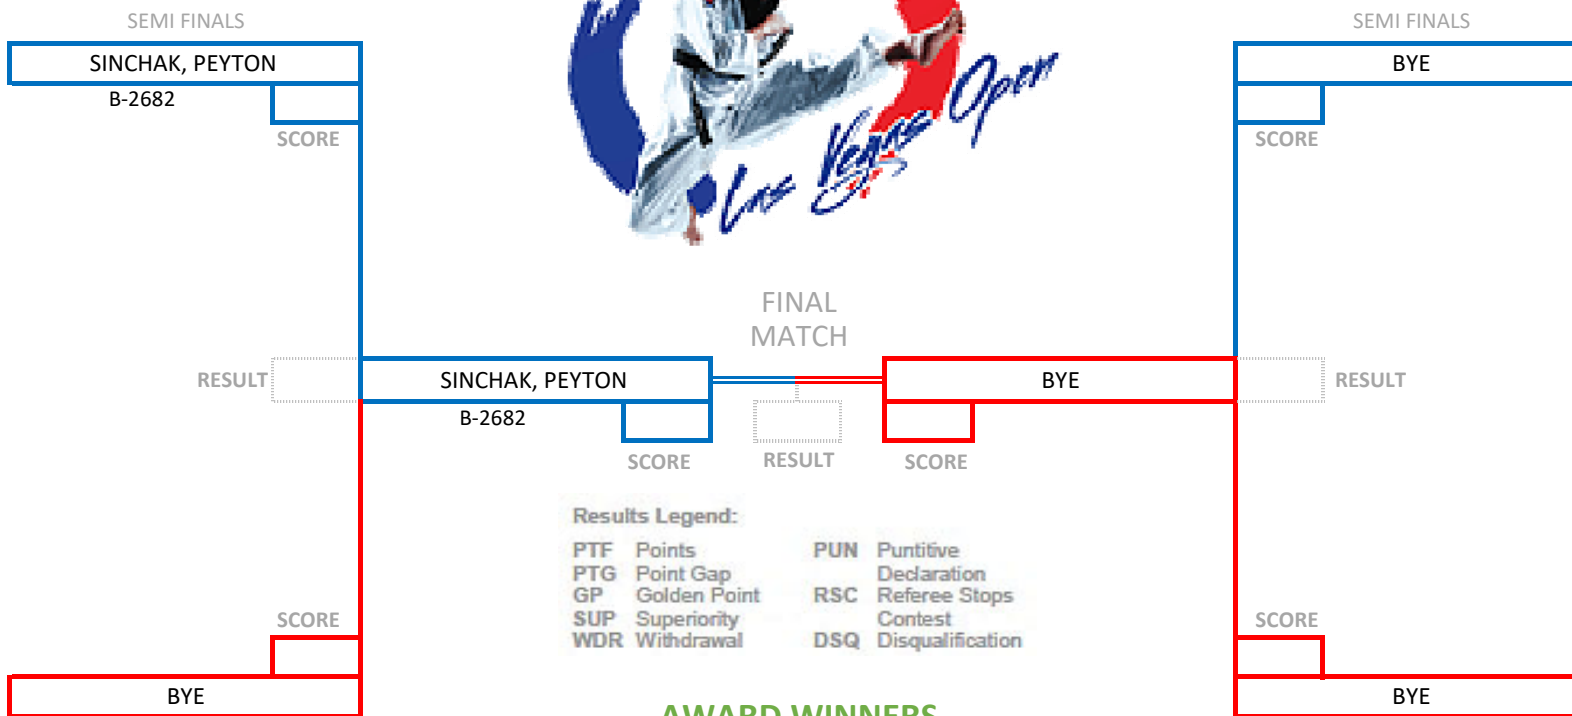 SEMI FINALS
SEMI FINALS
SINCHAK, PEYTON
BYE
B-2682
SCORE
SCORE
Las Vegas Open
FINAL
MATCH
RESULT
SINCHAK, PEYTON
BYE
RESULT
B-2682
SCORE
RESULT
SCORE
Results Legend:
PTF Points
PTG Point Gap
GP Golden Point
SUP Superiority
WDR Withdrawal
PUN Puntitive
Declaration
RSC Referee Stops
Contest
DSQ Disqualification
SCORE
SCORE
BYE
BYE
AWARD WINNERS